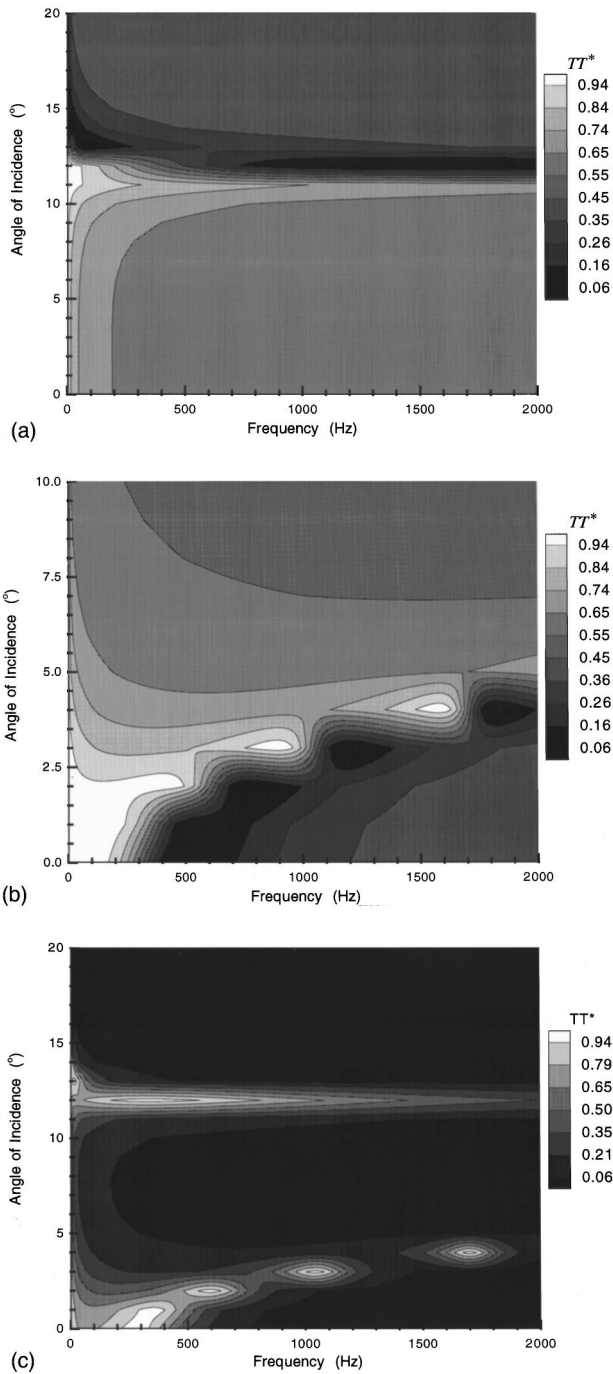 20
15
10
5
0
Angle of Incidence (°)
0 500 1000 1500 2000
Frequency (Hz)
(a)
TT*
0.94
0.84
0.74
0.65
0.55
0.45
0.35
0.26
0.16
0.06
10.0
7.5
5.0
2.5
0.0
Angle of Incidence (°)
0 500 1000 1500 2000
Frequency (Hz)
(b)
TT*
0.94
0.84
0.74
0.65
0.55
0.45
0.36
0.26
0.16
0.06
20
15
10
5
0
Angle of Incidence (°)
0 500 1000 1500 2000
Frequency (Hz)
(c)
TT*
0.94
0.79
0.65
0.50
0.35
0.21
0.06